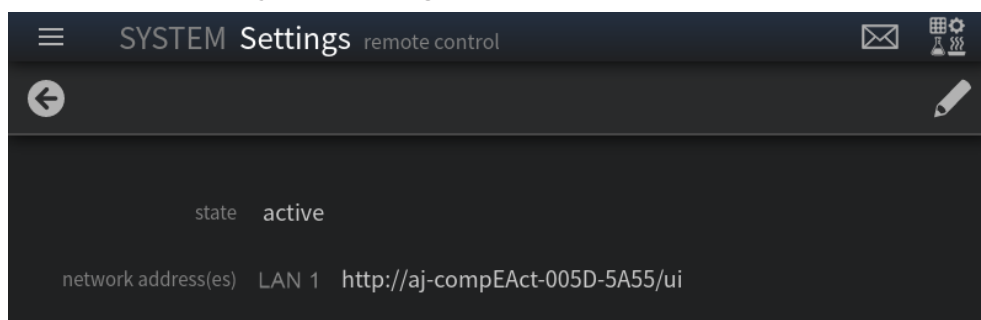 SYSTEM Settings remote control
state active
network address(es) LAN 1 http://aj-compEAct-005D-5A55/ui